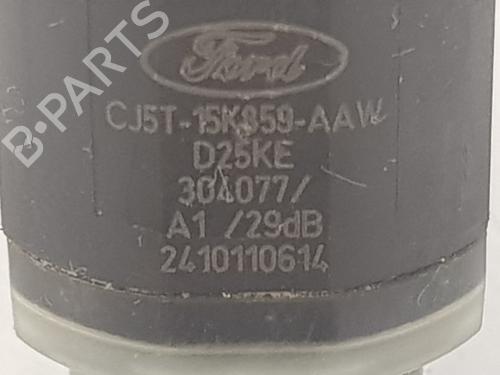 B-PARTS
Ford
CJ5T-15K859-AAW
D25KE
304077/
A1 /29dB
2410110614